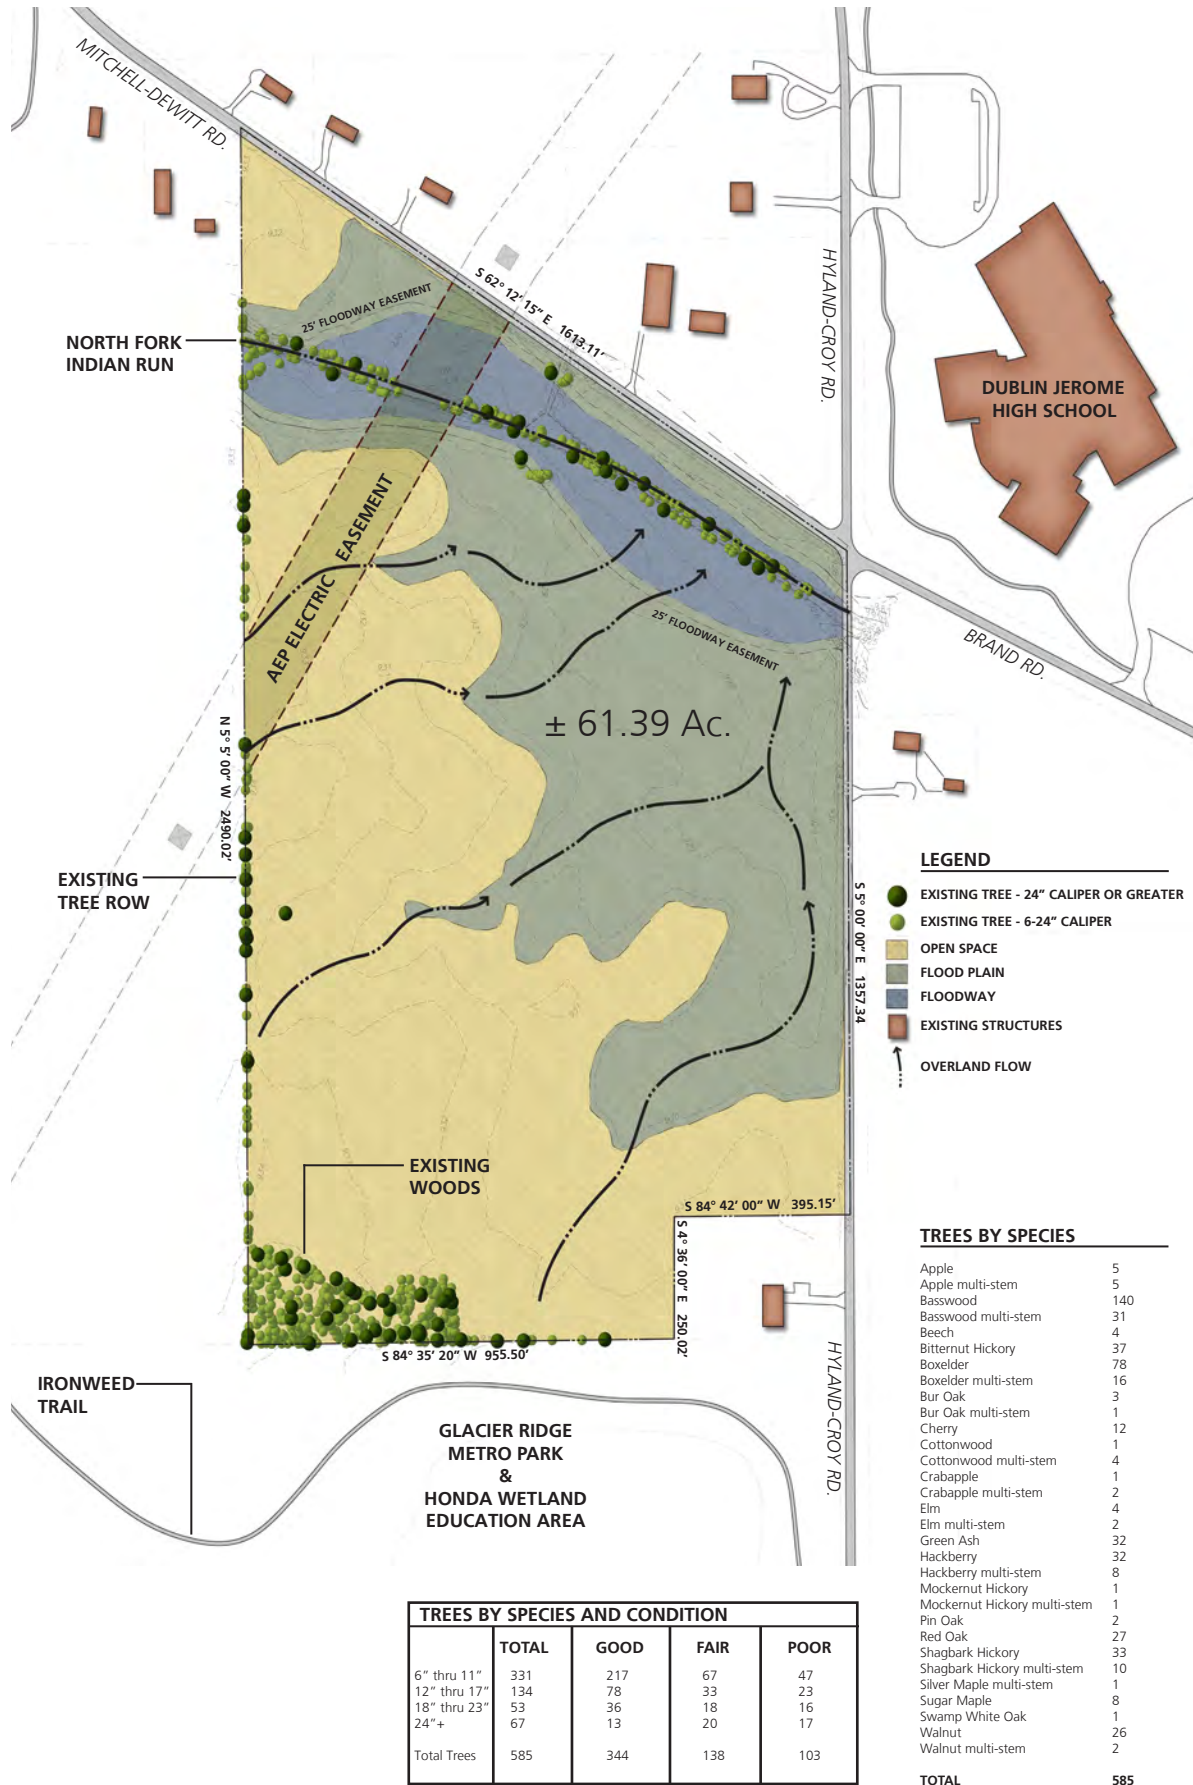 MITCHELL-DEWITT RD.
S 62° 12' 15" E 1613.11'
HYLAND-CROY RD.
25' FLOODWAY EASEMENT
NORTH FORK
INDIAN RUN
DUBLIN JEROME
HIGH SCHOOL
AEP ELECTRIC EASEMENT
25' FLOODWAY EASEMENT
BRAND RD.
± 61.39 Ac.
N 5° 5' 00" W 2490.02'
EXISTING
TREE ROW
S 5° 00' 00" E 1357.34
LEGEND
EXISTING TREE - 24" CALIPER OR GREATER
EXISTING TREE - 6-24" CALIPER
OPEN SPACE
FLOOD PLAIN
FLOODWAY
EXISTING STRUCTURES
OVERLAND FLOW
EXISTING
WOODS
S 84° 42' 00" W 395.15'
S 4° 36' 00" E 250.02'
S 84° 35' 20" W 955.50'
HYLAND-CROY RD.
IRONWEED
TRAIL
GLACIER RIDGE
METRO PARK
&
HONDA WETLAND
EDUCATION AREA
TREES BY SPECIES
Apple 5
Apple multi-stem 5
Basswood 140
Basswood multi-stem 31
Beech 4
Bitternut Hickory 37
Boxelder 78
Boxelder multi-stem 16
Bur Oak 3
Bur Oak multi-stem 1
Cherry 12
Cottonwood 1
Cottonwood multi-stem 4
Crabapple 1
Crabapple multi-stem 2
Elm 4
Elm multi-stem 2
Green Ash 32
Hackberry 32
Hackberry multi-stem 8
Mockernut Hickory 1
Mockernut Hickory multi-stem 1
Pin Oak 2
Red Oak 27
Shagbark Hickory 33
Shagbark Hickory multi-stem 10
Silver Maple multi-stem 1
Sugar Maple 8
Swamp White Oak 1
Walnut 26
Walnut multi-stem 2
TOTAL 585
TREES BY SPECIES AND CONDITION
TOTAL GOOD FAIR POOR
6" thru 11" 331 217 67 47
12" thru 17" 134 78 33 23
18" thru 23" 53 36 18 16
24"+ 67 13 20 17
Total Trees 585 344 138 103